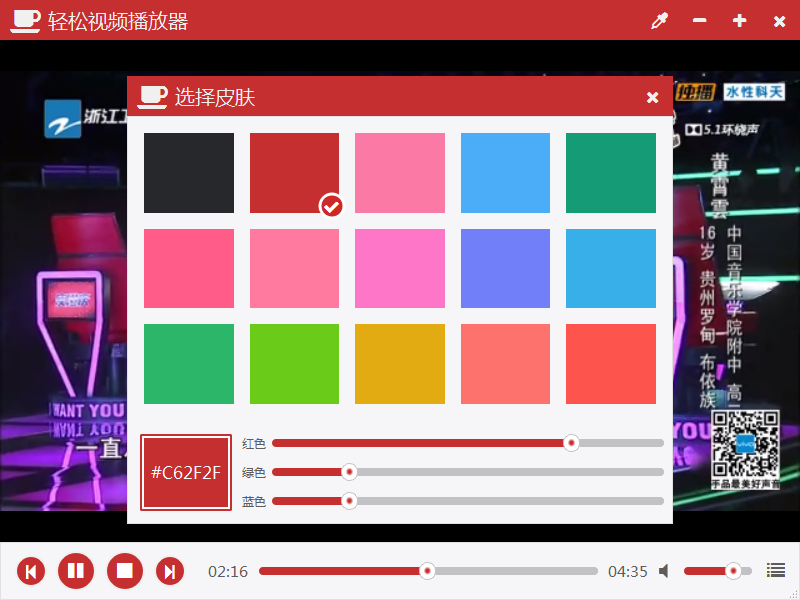 轻松视频播放器
选择皮肤
浙江卫
独播
水性科天
5.1环绕声
黄霄雲
16岁 贵州罗甸 布依族
中国音乐学院附中 高二
WANT YOU
YOU
一直
vivo
手品最美好声音
#C62F2F
红色
绿色
蓝色
02:16
04:35